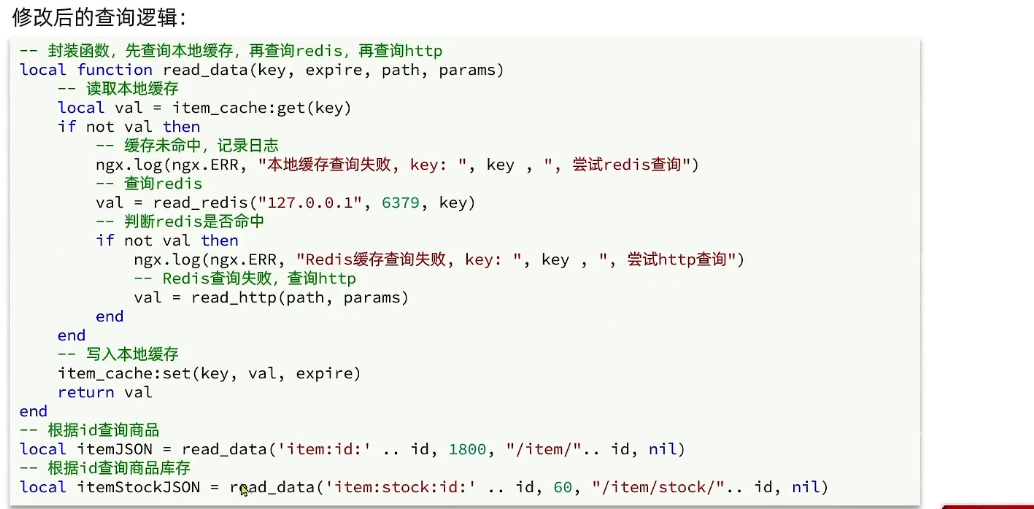 修改后的查询逻辑:
-- 封装函数，先查询本地缓存，再查询redis，再查询http
local function read_data(key, expire, path, params)
    -- 读取本地缓存
    local val = item_cache:get(key)
    if not val then
        -- 缓存未命中，记录日志
        ngx.log(ngx.ERR, "本地缓存查询失败, key: ", key , ", 尝试redis查询")
        -- 查询redis
        val = read_redis("127.0.0.1", 6379, key)
        -- 判断redis是否命中
        if not val then
            ngx.log(ngx.ERR, "Redis缓存查询失败, key: ", key , ", 尝试http查询")
            -- Redis查询失败，查询http
            val = read_http(path, params)
        end
    end
    -- 写入本地缓存
    item_cache:set(key, val, expire)
    return val
end
-- 根据id查询商品
local itemJSON = read_data('item:id:' .. id, 1800, "/item/".. id, nil)
-- 根据id查询商品库存
local itemStockJSON = read_data('item:stock:id:' .. id, 60, "/item/stock/".. id, nil)